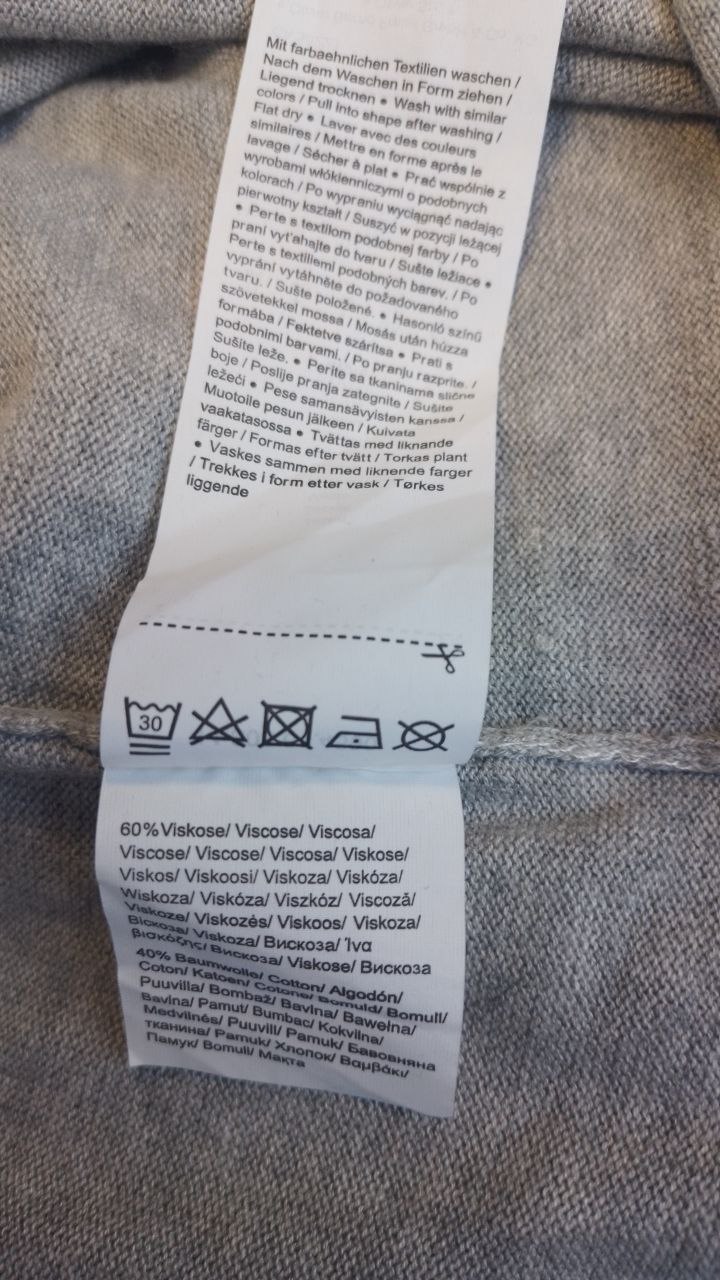 Mit farbaehnlichen Textilien waschen /
Nach dem Waschen in Form ziehen /
Liegend trocknen • Wash with similar
colors / Pull into shape after washing /
Flat dry • Laver avec des couleurs
similaires / Mettre en forme après le
lavage / Sécher à plat • Prać wspólnie z
wyrobami włókienniczymi o podobnych
kolorach / Po wypraniu wyciągnąć nadając
pierwotny kształt / Suszyć w pozycji leżącej
• Perte s textilom podobnej farby / Po
praní vyťahajte do tvaru / Sušte ležiace •
Perte s textiliemi podobných barev. / Po
vyprání vytáhněte do požadovaného
tvaru. / Sušte položené. • Hasonló színű
szövetekkel mossa / Mosás után húzza
formába / Fektetve szárítsa • Prati s
podobnimi barvami. / Po pranju razprite. /
Sušite leže. • Perite sa tkaninama slične
boje / Poslije pranja zategnite / Sušite
ležeći • Pese samansävyisten kanssa /
Muotoile pesun jälkeen / Kuivata
vaakatasossa • Tvättas med liknande
färger / Formas efter tvätt / Torkas plant
• Vaskes sammen med liknende farger
/ Trekkes i form etter vask / Tørkes
liggende
30
60% Viskose/ Viscose/ Viscosa/
Viscose/ Viscose/ Viscosa/ Viskose/
Viskos/ Viskoosi/ Viskoza/ Viskóza/
Wiskoza/ Viskóza/ Viszkóz/ Viscoză/
Viskoze/ Viskozės/ Viskoos/ Viskoza/
Віскоза/ Viskoza/ Вискоза/ Ίνα
βισκόζης/ Вискоза/ Viskose/ Вискоза
40% Baumwolle/ Cotton/ Algodón/
Coton/ Katoen/ Cotone/ Bomuld/ Bomull/
Puuvilla/ Bombaž/ Bavlna/ Bawełna/
Bavlna/ Pamut/ Bumbac/ Kokvilna/
Medvilnės/ Puuvill/ Pamuk/ Бавовняна
тканина/ Pamuk/ Хлопок/ Βαμβάκι/
Памук/ Bomull/ Мақта